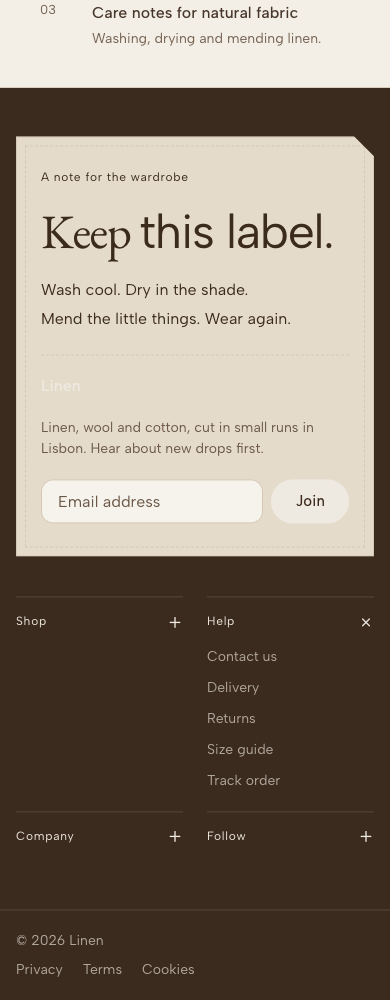 03
Care notes for natural fabric
Washing, drying and mending linen.
A note for the wardrobe
Keep this label.
Wash cool. Dry in the shade.
Mend the little things. Wear again.
Linen
Linen, wool and cotton, cut in small runs in
Lisbon. Hear about new drops first.
Email address
Join
Shop
Help
Contact us
Delivery
Returns
Size guide
Track order
Company
Follow
© 2026 Linen
Privacy Terms Cookies